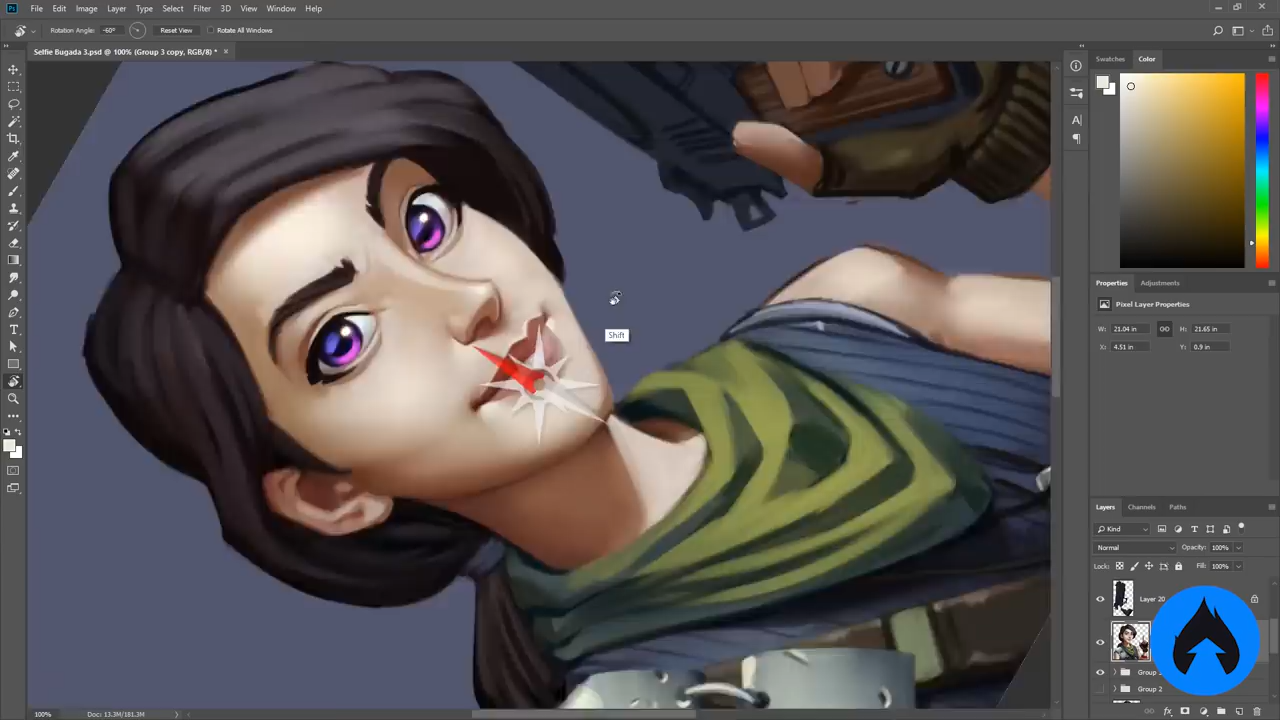 Ps File Edit Image Layer Type Select Filter 3D View Window Help
Rotation Angle: -60° Reset View Rotate All Windows
Selfie Bugada 3.psd @ 100% (Group 3 copy, RGB/8) * ×
Swatches Color
Properties Adjustments
Pixel Layer Properties
W: 21.04 in H: 21.65 in
X: 4.51 in Y: 0.9 in
Shift
Layers Channels Paths
Kind
Normal Opacity: 100%
Lock: Fill: 100%
Layer 20
Group
Group 2
100% Doc: 13.3M/181.3M